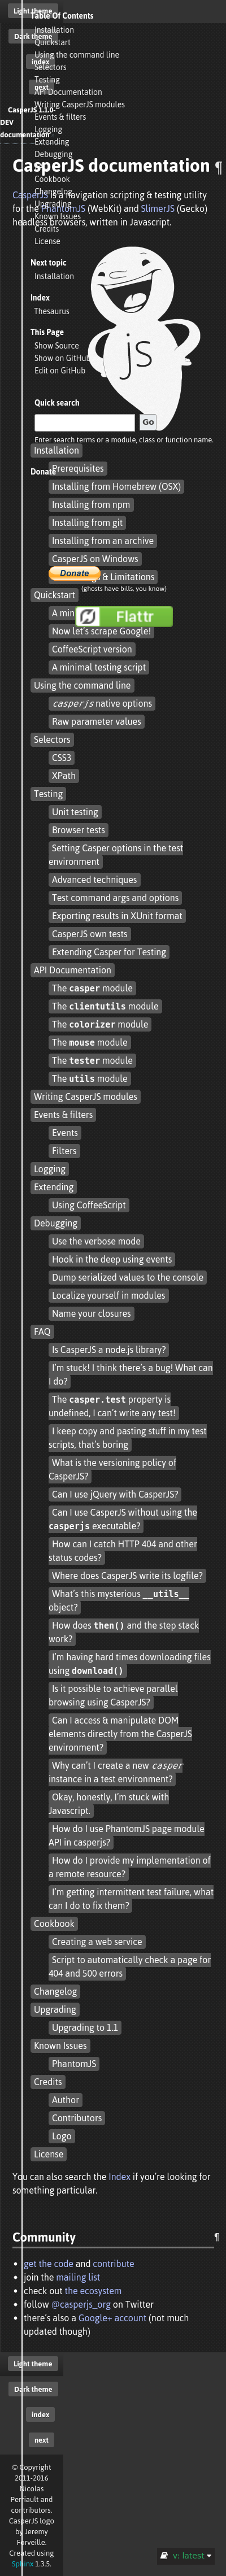 Light theme
Dark theme
index
next
CasperJS 1.1.0-
DEV
documentation
Table Of Contents
Installation
Quickstart
Using the command line
Selectors
Testing
API Documentation
Writing CasperJS modules
Events & filters
Logging
Extending
Debugging
Cookbook
Changelog
Upgrading
Known Issues
Credits
License
CasperJS documentation ¶
CasperJS is a navigation scripting & testing utility
for the PhantomJS (WebKit) and SlimerJS (Gecko)
headless browsers, written in Javascript.
Next topic
Installation
Index
Thesaurus
This Page
Show Source
Show on GitHub
Edit on GitHub
JS
Quick search
Go
Enter search terms or a module, class or function name.
Donate
Donate
(ghosts have bills, you know)
Flattr
Installation
Prerequisites
Installing from Homebrew (OSX)
Installing from npm
Installing from git
Installing from an archive
CasperJS on Windows
& Limitations
Quickstart
A min
Now let's scrape Google!
CoffeeScript version
A minimal testing script
Using the command line
casperjs native options
Raw parameter values
Selectors
CSS3
XPath
Testing
Unit testing
Browser tests
Setting Casper options in the test
environment
Advanced techniques
Test command args and options
Exporting results in XUnit format
CasperJS own tests
Extending Casper for Testing
API Documentation
The casper module
The clientutils module
The colorizer module
The mouse module
The tester module
The utils module
Writing CasperJS modules
Events & filters
Events
Filters
Logging
Extending
Using CoffeeScript
Debugging
Use the verbose mode
Hook in the deep using events
Dump serialized values to the console
Localize yourself in modules
Name your closures
FAQ
Is CasperJS a node.js library?
I'm stuck! I think there's a bug! What can
I do?
The casper.test property is
undefined, I can't write any test!
I keep copy and pasting stuff in my test
scripts, that's boring
What is the versioning policy of
CasperJS?
Can I use jQuery with CasperJS?
Can I use CasperJS without using the
casperjs executable?
How can I catch HTTP 404 and other
status codes?
Where does CasperJS write its logfile?
What's this mysterious __utils__
object?
How does then() and the step stack
work?
I'm having hard times downloading files
using download()
Is it possible to achieve parallel
browsing using CasperJS?
Can I access & manipulate DOM
elements directly from the CasperJS
environment?
Why can't I create a new casper
instance in a test environment?
Okay, honestly, I'm stuck with
Javascript.
How do I use PhantomJS page module
API in casperjs?
How do I provide my implementation of
a remote resource?
I'm getting intermittent test failure, what
can I do to fix them?
Cookbook
Creating a web service
Script to automatically check a page for
404 and 500 errors
Changelog
Upgrading
Upgrading to 1.1
Known Issues
PhantomJS
Credits
Author
Contributors
Logo
License
You can also search the Index if you're looking for
something particular.
Community ¶
get the code and contribute
join the mailing list
check out the ecosystem
follow @casperjs_org on Twitter
there's also a Google+ account (not much
updated though)
Light theme
Dark theme
index
next
© Copyright
2011-2016
Nicolas
Perriault and
contributors.
CasperJS logo
by Jeremy
Forveille.
Created using
Sphinx 1.3.5.
v: latest